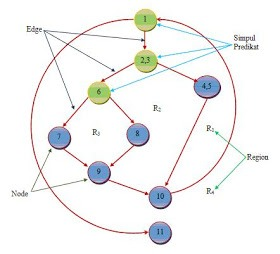 1
Edge
Simpul
Predikat
2,3
6
4,5
R₂
7
R₃
8
R₁
Region
9
Node
10
R₄
11